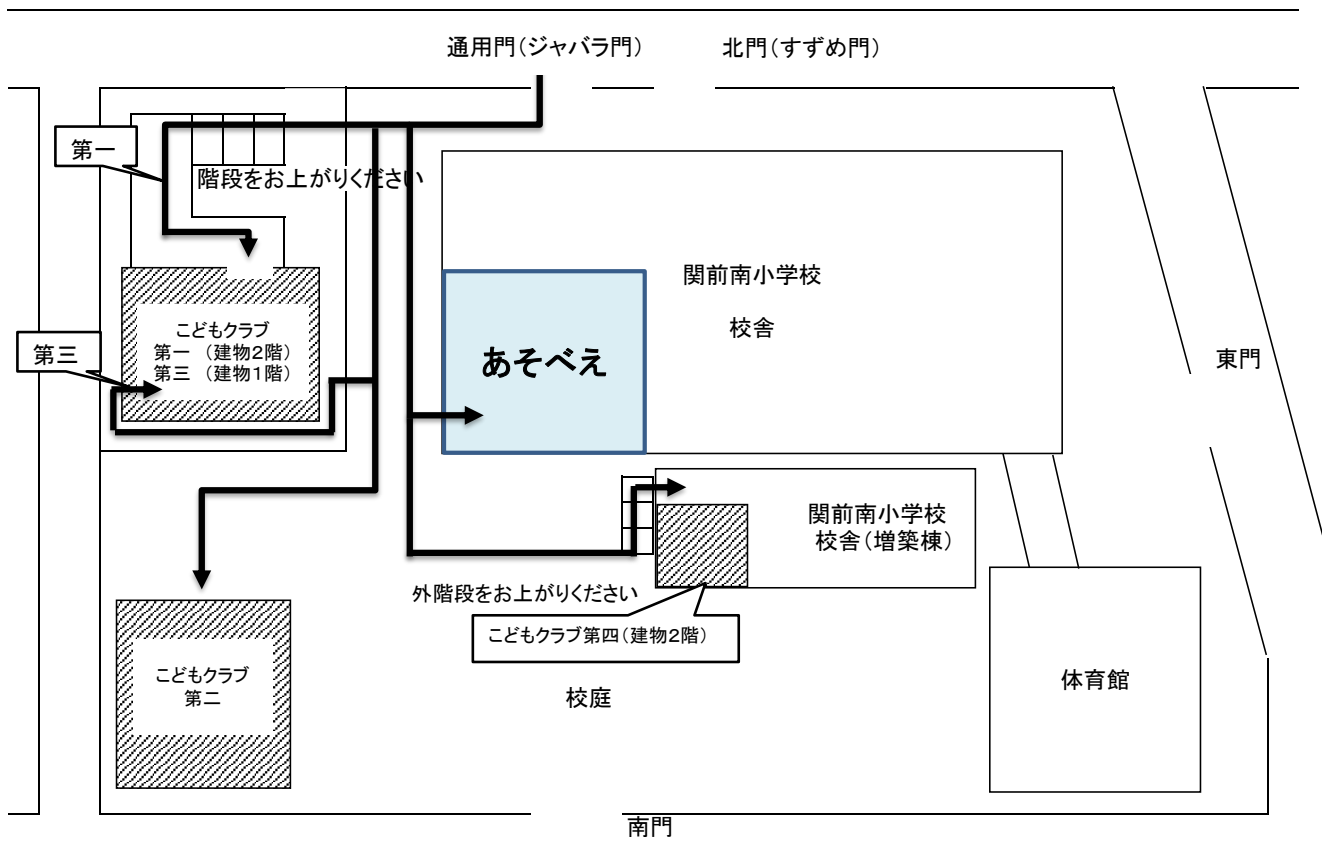 通用門(ジャバラ門)
北門(すずめ門)
第一
階段をお上がりください
関前南小学校
校舎
こどもクラブ
第一 (建物2階)
第三 (建物1階)
第三
あそべえ
東門
関前南小学校
校舎(増築棟)
外階段をお上がりください
こどもクラブ第四(建物2階)
こどもクラブ
第二
校庭
体育館
南門